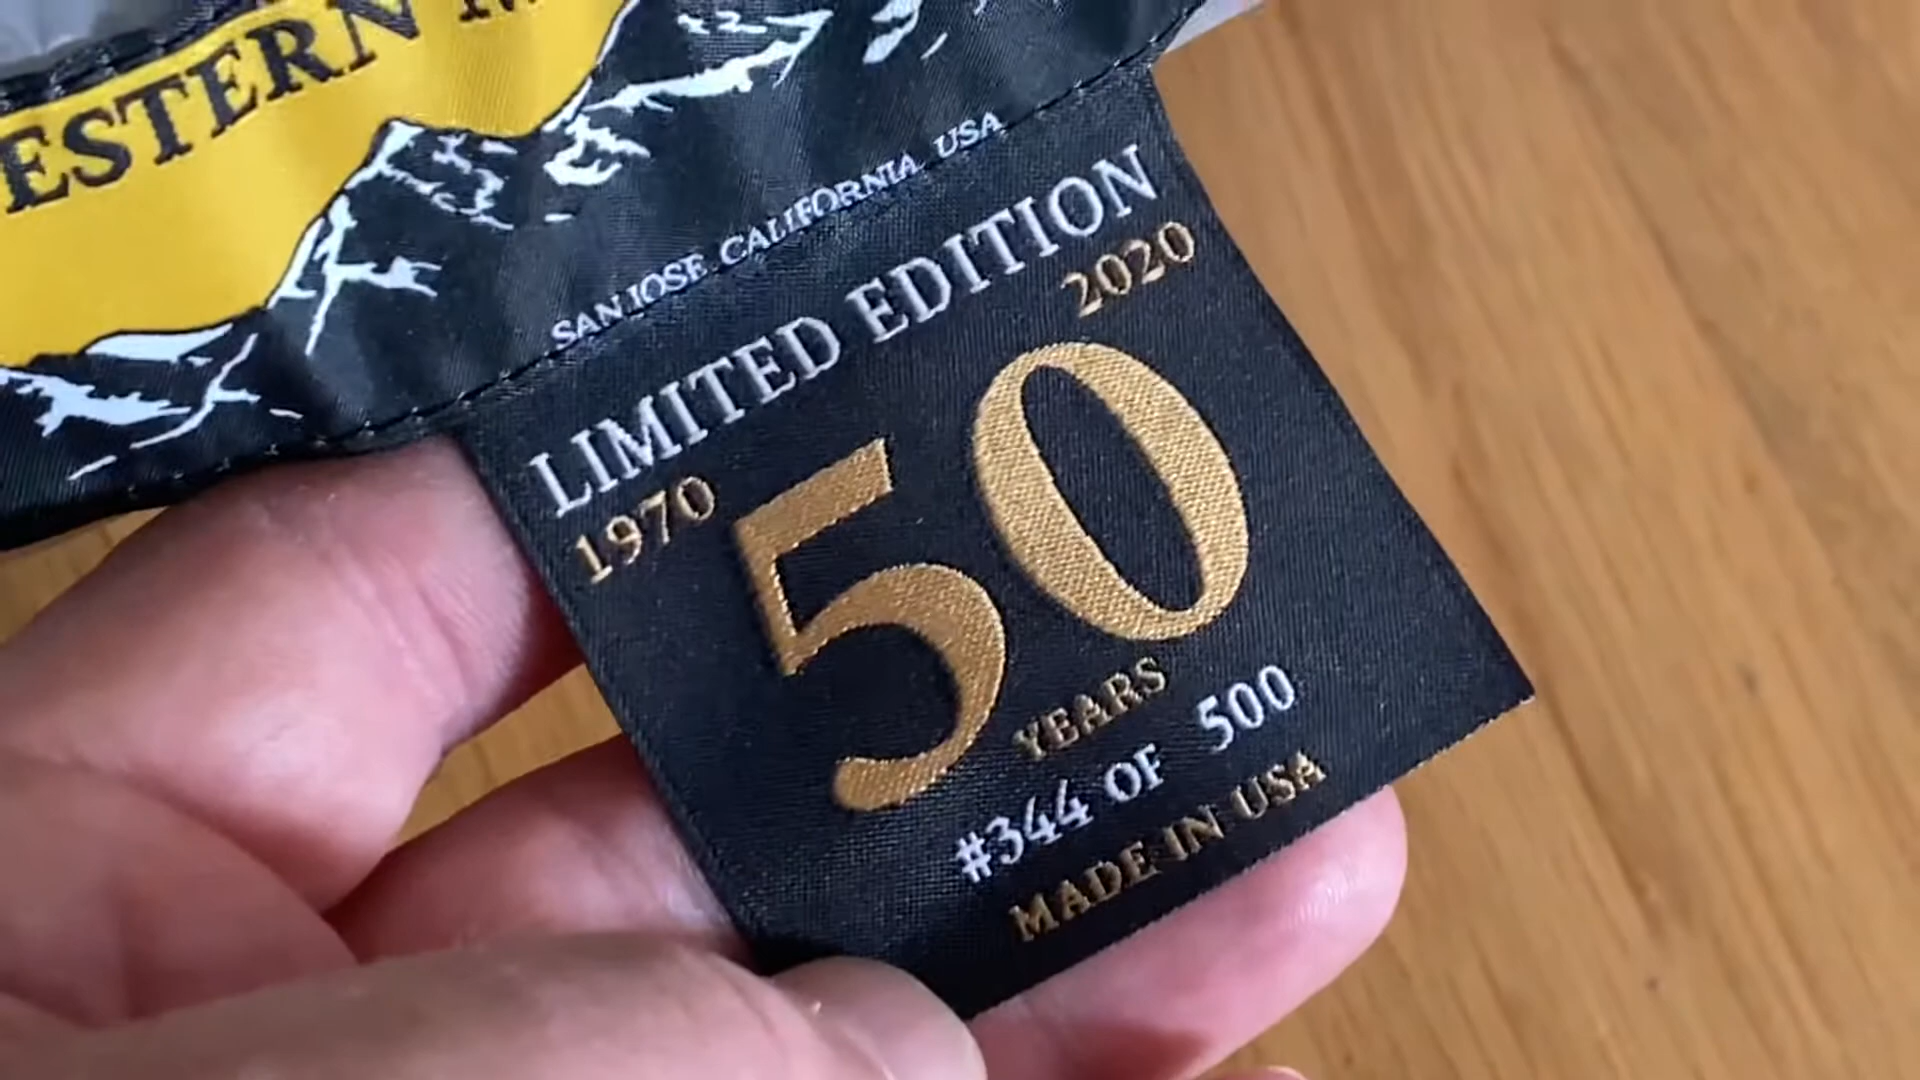 ESTERN M
SAN JOSE CALIFORNIA USA
LIMITED EDITION
1970 2020
50
YEARS
#344 OF 500
MADE IN USA